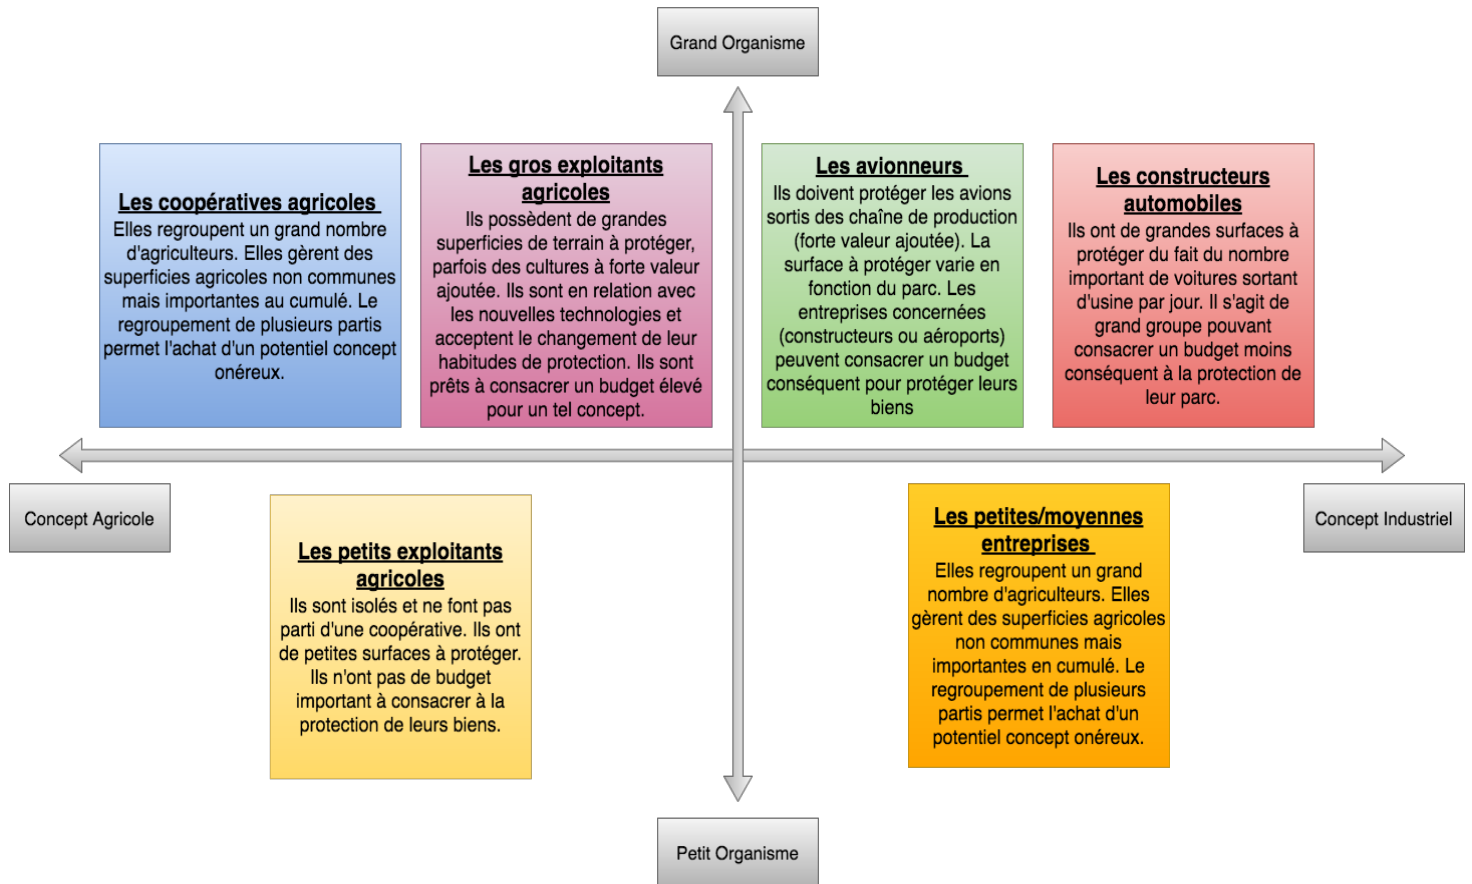 Grand Organisme
Les coopératives agricoles
Elles regroupent un grand nombre
d'agriculteurs. Elles gèrent des
superficies agricoles non communes
mais importantes au cumulé. Le
regroupement de plusieurs partis
permet l'achat d'un potentiel concept
onéreux.
Les gros exploitants
agricoles
Ils possèdent de grandes
superficies de terrain à protéger,
parfois des cultures à forte valeur
ajoutée. Ils sont en relation avec
les nouvelles technologies et
acceptent le changement de leur
habitudes de protection. Ils sont
prêts à consacrer un budget élevé
pour un tel concept.
Les avionneurs
Ils doivent protéger les avions
sortis des chaîne de production
(forte valeur ajoutée). La
surface à protéger varie en
fonction du parc. Les
entreprises concernées
(constructeurs ou aéroports)
peuvent consacrer un budget
conséquent pour protéger leurs
biens
Les constructeurs
automobiles
Ils ont de grandes surfaces à
protéger du fait du nombre
important de voitures sortant
d'usine par jour. Il s'agit de
grand groupe pouvant
consacrer un budget moins
conséquent à la protection de
leur parc.
Concept Agricole
Concept Industriel
Les petits exploitants
agricoles
Ils sont isolés et ne font pas
parti d'une coopérative. Ils ont
de petites surfaces à protéger.
Ils n'ont pas de budget
important à consacrer à la
protection de leurs biens.
Les petites/moyennes
entreprises
Elles regroupent un grand
nombre d'agriculteurs. Elles
gèrent des superficies agricoles
non communes mais
importantes en cumulé. Le
regroupement de plusieurs
partis permet l'achat d'un
potentiel concept onéreux.
Petit Organisme